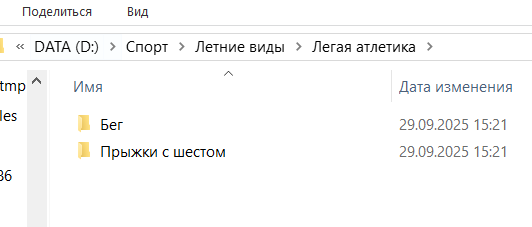 Поделиться Вид
« DATA (D:) > Спорт > Летние виды > Легая атлетика >
tmp
les
86
Имя Дата изменения
Бег 29.09.2025 15:21
Прыжки с шестом 29.09.2025 15:21